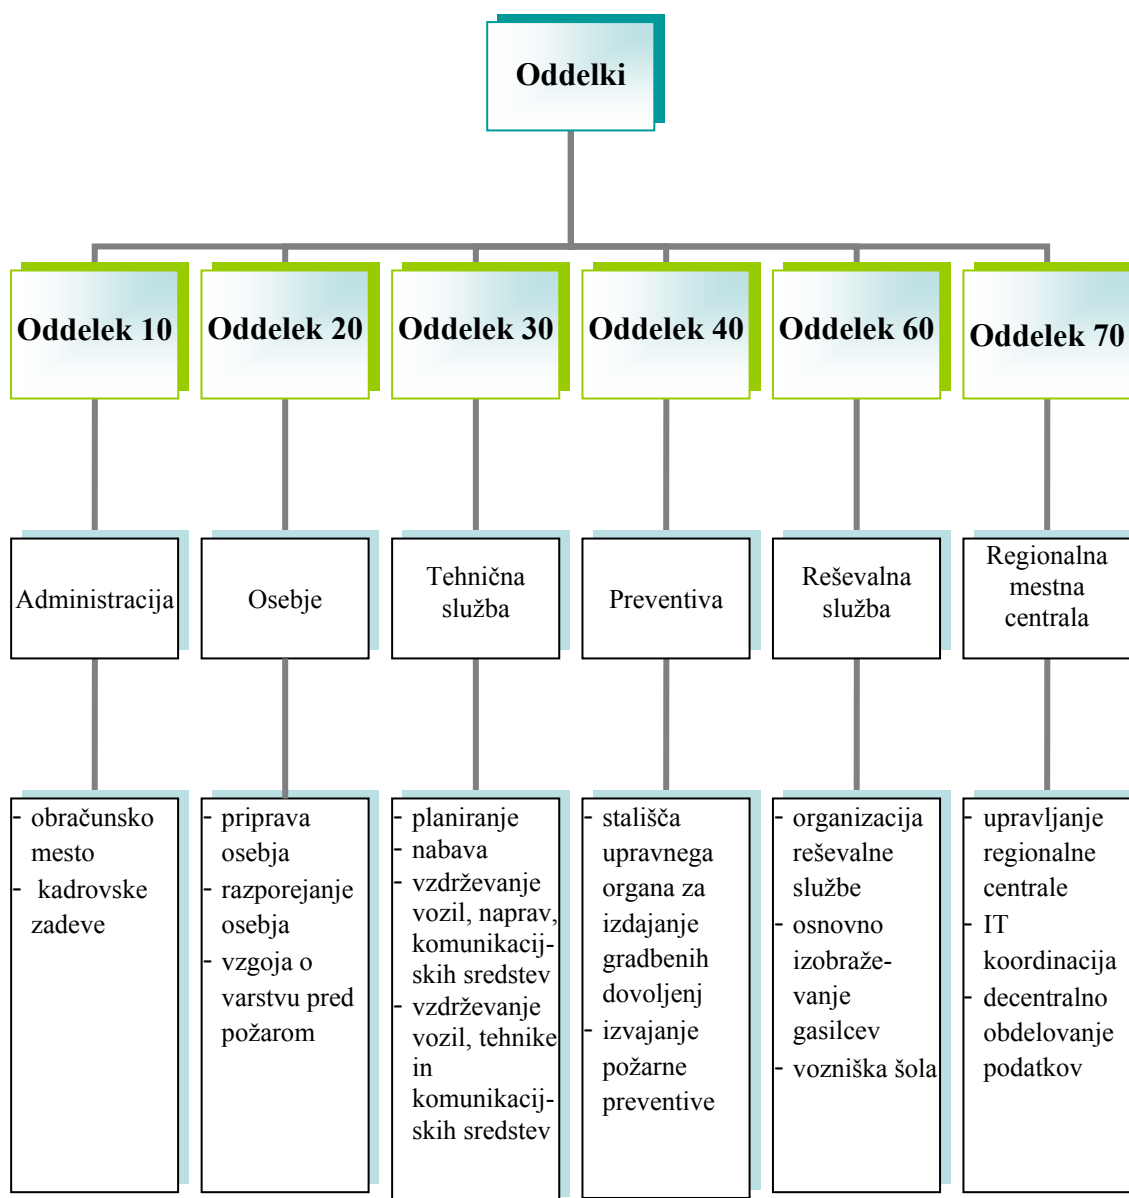 Oddelki
Oddelek 10
Oddelek 20
Oddelek 30
Oddelek 40
Oddelek 60
Oddelek 70
Administracija
Osebje
Tehnična
služba
Preventiva
Reševalna
služba
Regionalna
mestna
centrala
- obračunsko
mesto
- kadrovske
zadeve
- priprava
osebja
- razporejanje
osebja
- vzgoja o
varstvu pred
požarom
- planiranje
- nabava
- vzdrževanje
vozil, naprav,
komunikacij-
skih sredstev
- vzdrževanje
vozil, tehnike
in
komunikacij-
skih sredstev
- stališča
upravnega
organa za
izdajanje
gradbenih
dovoljenj
- izvajanje
požarne
preventive
- organizacija
reševalne
službe
- osnovno
izobraže-
vanje
gasilcev
- vozniška šola
- upravljanje
regionalne
centrale
- IT
koordinacija
- decentralno
obdelovanje
podatkov